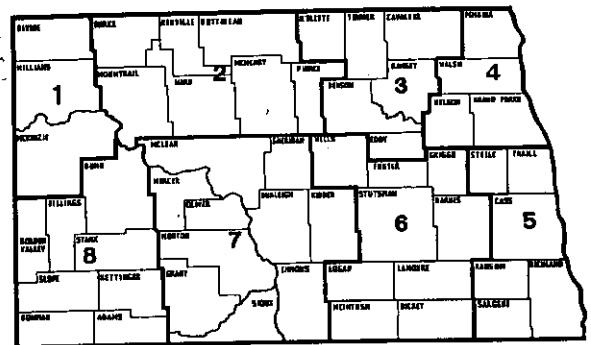 DIVIDE
BURKE
RENVILLE
BOTTINEAU
ROLETTE
TOWNER
CAVALIER
PEMBINA
WILLIAMS
MOUNTRAIL
WARD
2
MCHENRY
PIERCE
BENSON
RAMSEY
3
WALSH
4
1
NELSON
GRAND FORKS
MCKENZIE
MCLEAN
SHERIDAN
WELLS
EDDY
FOSTER
GRIGGS
STEELE
TRAILL
DUNN
MERCER
OLIVER
BURLEIGH
KIDDER
STUTSMAN
BARNES
CASS
BILLINGS
GOLDEN
VALLEY
STARK
8
MORTON
7
6
5
SLOPE
HETTINGER
GRANT
EMMONS
LOGAN
LAMOURE
RANSOM
RICHLAND
BOWMAN
ADAMS
SIOUX
MCINTOSH
DICKEY
SARGENT